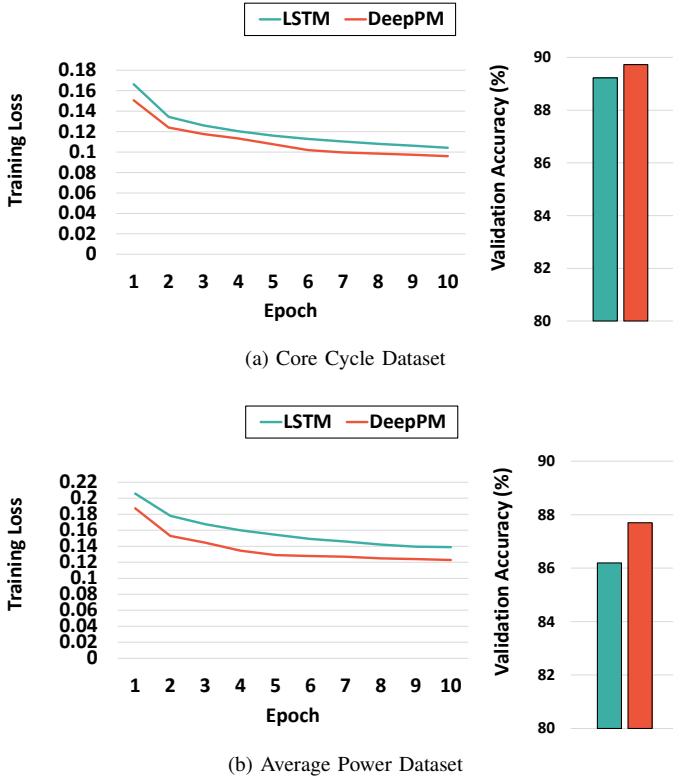 LSTM DeepPM
Training Loss
0.18
0.16
0.14
0.12
0.1
0.08
0.06
0.04
0.02
0
1 2 3 4 5 6 7 8 9 10
Epoch
Validation Accuracy (%)
90
89
86
84
82
80
(a) Core Cycle Dataset
LSTM DeepPM
Training Loss
0.22
0.2
0.18
0.16
0.14
0.12
0.1
0.08
0.06
0.04
0.02
0
1 2 3 4 5 6 7 8 9 10
Epoch
Validation Accuracy (%)
90
88
86
84
82
80
(b) Average Power Dataset